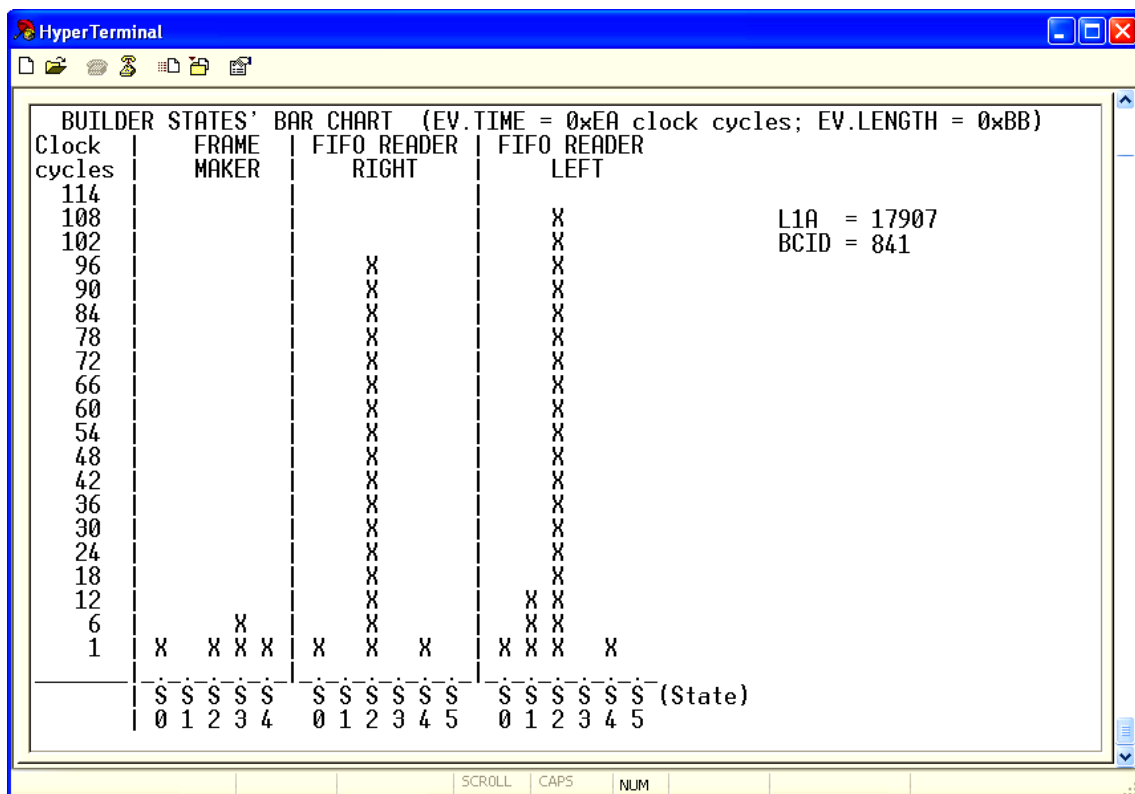 HyperTerminal
BUILDER STATES' BAR CHART (EV.TIME = 0xEA clock cycles; EV.LENGTH = 0xBB)
Clock | FRAME | FIFO READER | FIFO READER
cycles | MAKER | RIGHT | LEFT
114 | | |
108 | | | X L1A = 17907
102 | | | X BCID = 841
96 | | X | X
90 | | X | X
84 | | X | X
78 | | X | X
72 | | X | X
66 | | X | X
60 | | X | X
54 | | X | X
48 | | X | X
42 | | X | X
36 | | X | X
30 | | X | X
24 | | X | X
18 | | X | X
12 | | X | X X
6 | X | X | X X
1 | X X X X | X X X | X X X X
_______|_._._._._._|_._._._._._._|_._._._._._._
| S S S S S S S S S S S S S S S S S (State)
| 0 1 2 3 4 0 1 2 3 4 5 0 1 2 3 4 5
SCROLL CAPS NUM